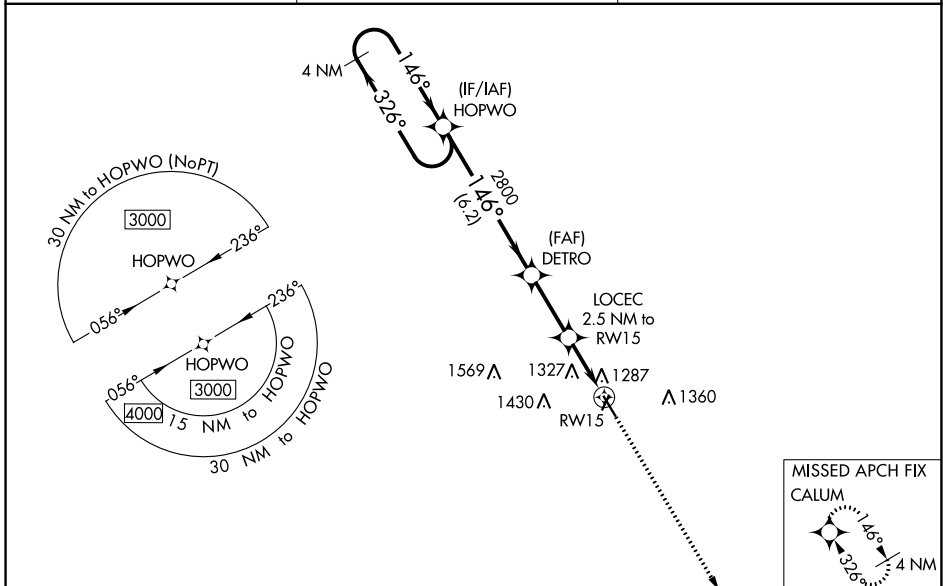 4 NM
146°
326°
(IF/IAF)
HOPWO
30 NM to HOPWO (NoPT)
3000
HOPWO
236°
056°
2800
146°
(6.2)
(FAF)
DETRO
236°
HOPWO
056°
3000
4000
15 NM to HOPWO
30 NM to HOPWO
LOCEC
2.5 NM to
RW15
1569
1327
1287
1430
1360
RW15
MISSED APCH FIX
CALUM
146°
326°
4 NM